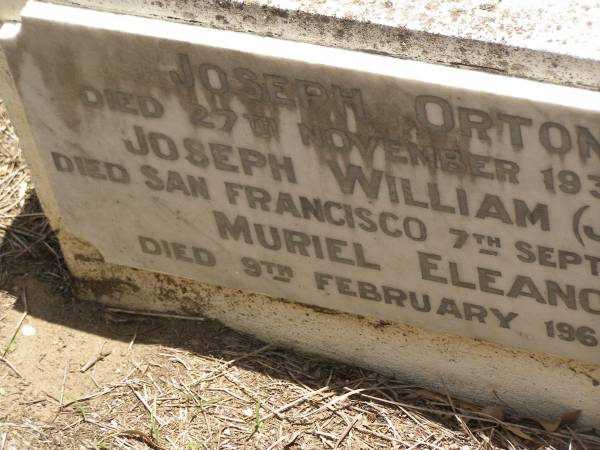 JOSEPH ORTON
DIED 27TH NOVEMBER 193
JOSEPH WILLIAM (J
DIED SAN FRANCISCO 7TH SEPT
MURIEL ELEANO
DIED 9TH FEBRUARY 196